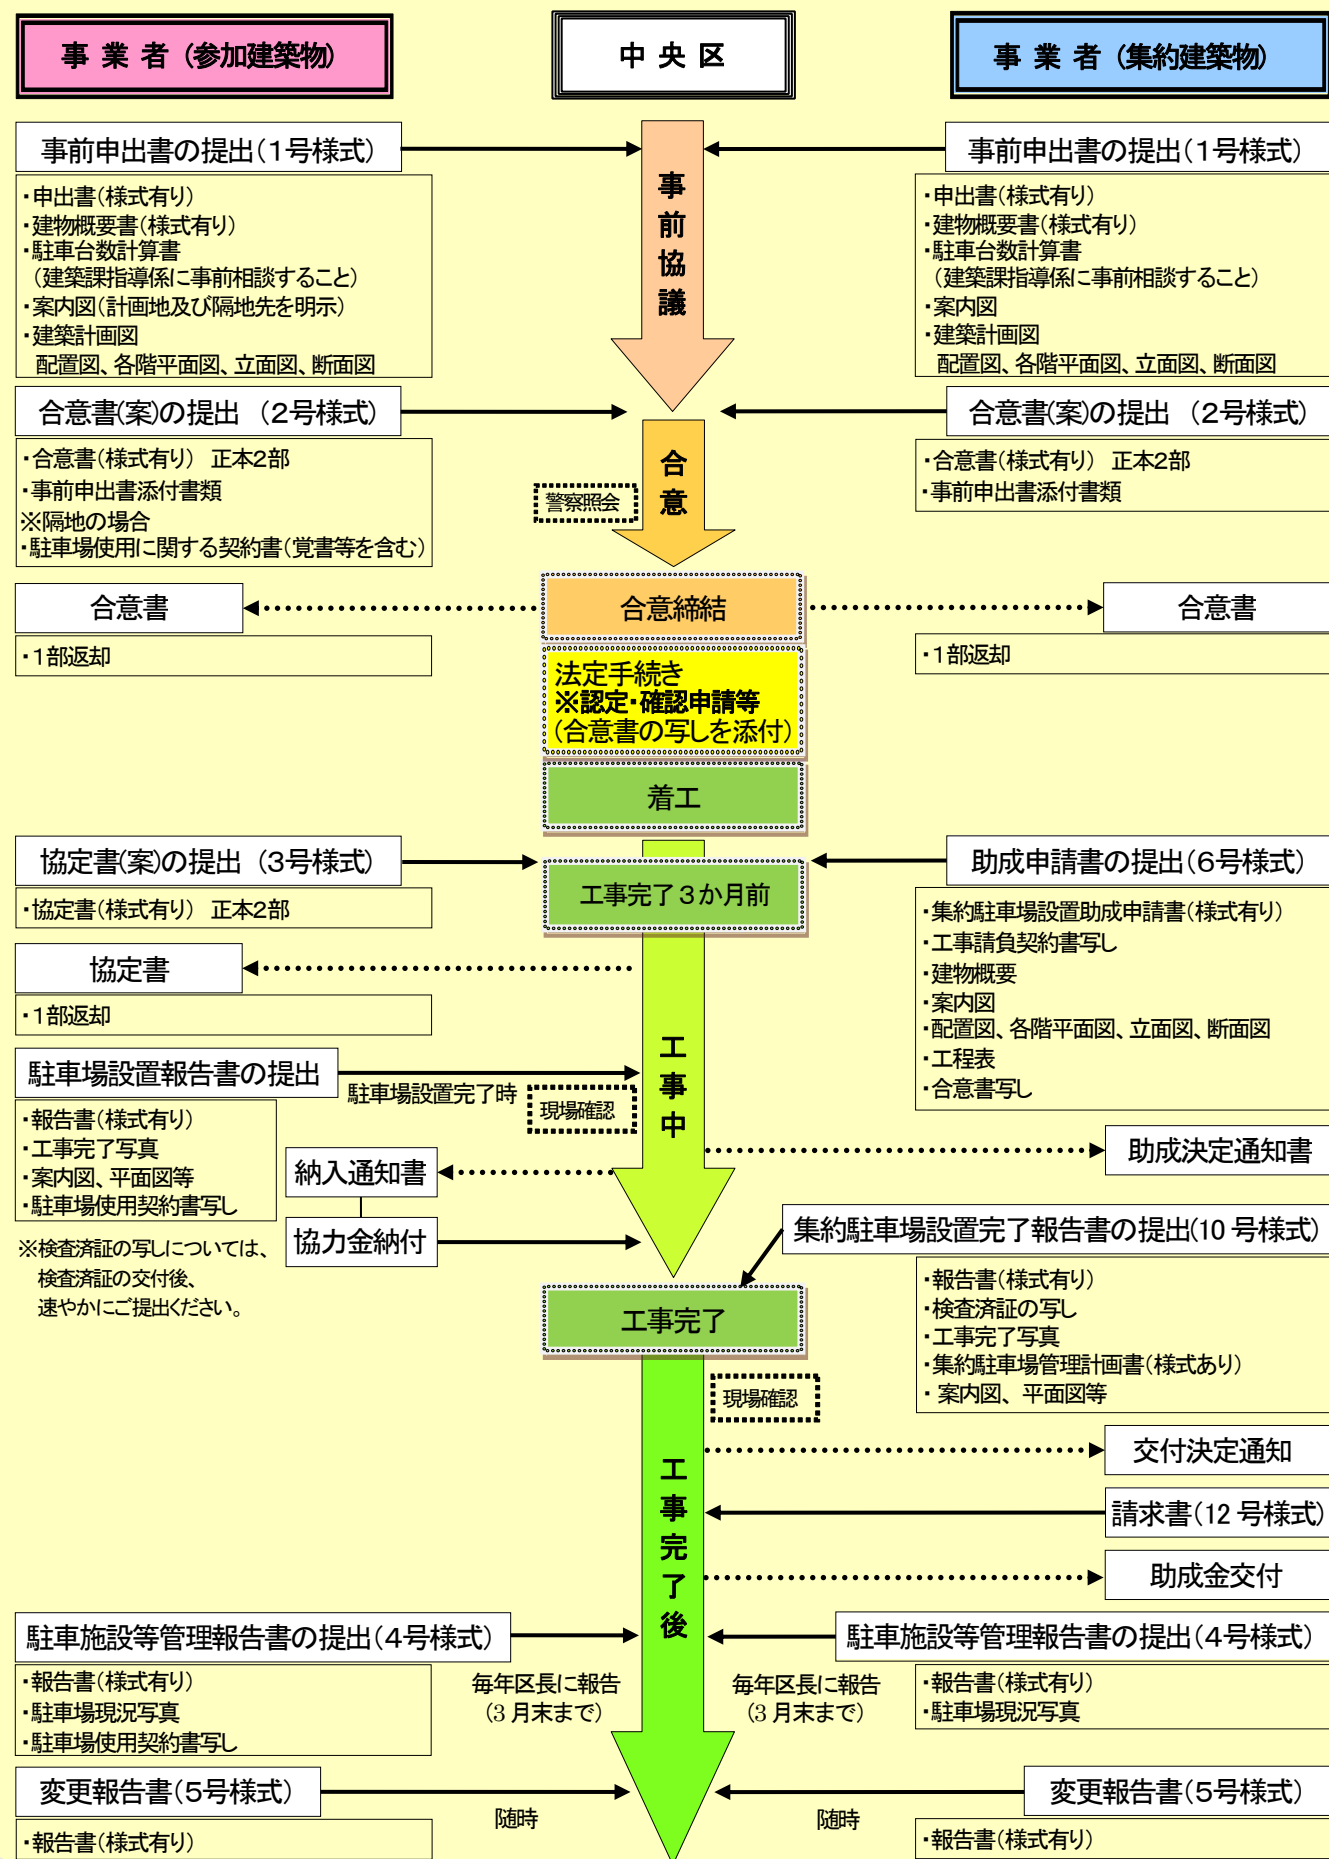 事業者(参加建築物)
中央区
事業者(集約建築物)
事前申出書の提出(1号様式)
・申出書(様式有り)
・建物概要書(様式有り)
・駐車台数計算書
(建築課指導係に事前相談すること)
・案内図(計画地及び隔地先を明示)
・建築計画図
配置図、各階平面図、立面図、断面図
事前協議
事前申出書の提出(1号様式)
・申出書(様式有り)
・建物概要書(様式有り)
・駐車台数計算書
(建築課指導係に事前相談すること)
・案内図
・建築計画図
配置図、各階平面図、立面図、断面図
合意書(案)の提出 (2号様式)
・合意書(様式有り) 正本2部
・事前申出書添付書類
※隔地の場合
・駐車場使用に関する契約書(覚書等を含む)
合意
警察照会
合意書(案)の提出 (2号様式)
・合意書(様式有り) 正本2部
・事前申出書添付書類
合意書
・1部返却
合意締結
合意書
・1部返却
法定手続き
※認定・確認申請等
(合意書の写しを添付)
着工
協定書(案)の提出 (3号様式)
・協定書(様式有り) 正本2部
工事完了3か月前
助成申請書の提出(6号様式)
・集約駐車場設置助成申請書(様式有り)
・工事請負契約書写し
・建物概要
・案内図
・配置図、各階平面図、立面図、断面図
・工程表
・合意書写し
協定書
・1部返却
工事中
駐車場設置報告書の提出
駐車場設置完了時
現場確認
・報告書(様式有り)
・工事完了写真
・案内図、平面図等
・駐車場使用契約書写し
※検査済証の写しについては、
検査済証の交付後、
速やかにご提出ください。
納入通知書
協力金納付
助成決定通知書
集約駐車場設置完了報告書の提出(10号様式)
・報告書(様式有り)
・検査済証の写し
・工事完了写真
・集約駐車場管理計画書(様式あり)
・案内図、平面図等
工事完了
現場確認
工事完了後
交付決定通知
請求書(12号様式)
助成金交付
駐車施設等管理報告書の提出(4号様式)
・報告書(様式有り)
・駐車場現況写真
・駐車場使用契約書写し
毎年区長に報告
(3月末まで)
毎年区長に報告
(3月末まで)
駐車施設等管理報告書の提出(4号様式)
・報告書(様式有り)
・駐車場現況写真
変更報告書(5号様式)
・報告書(様式有り)
随時
随時
変更報告書(5号様式)
・報告書(様式有り)